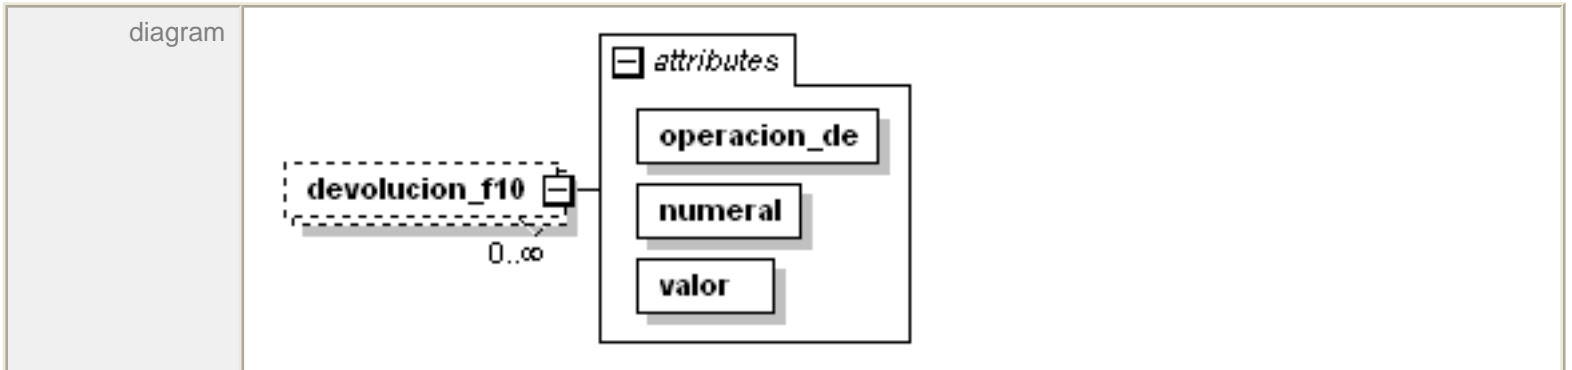 diagram
attributes
operacion_de
devolucion_f10
numeral
0..∞
valor